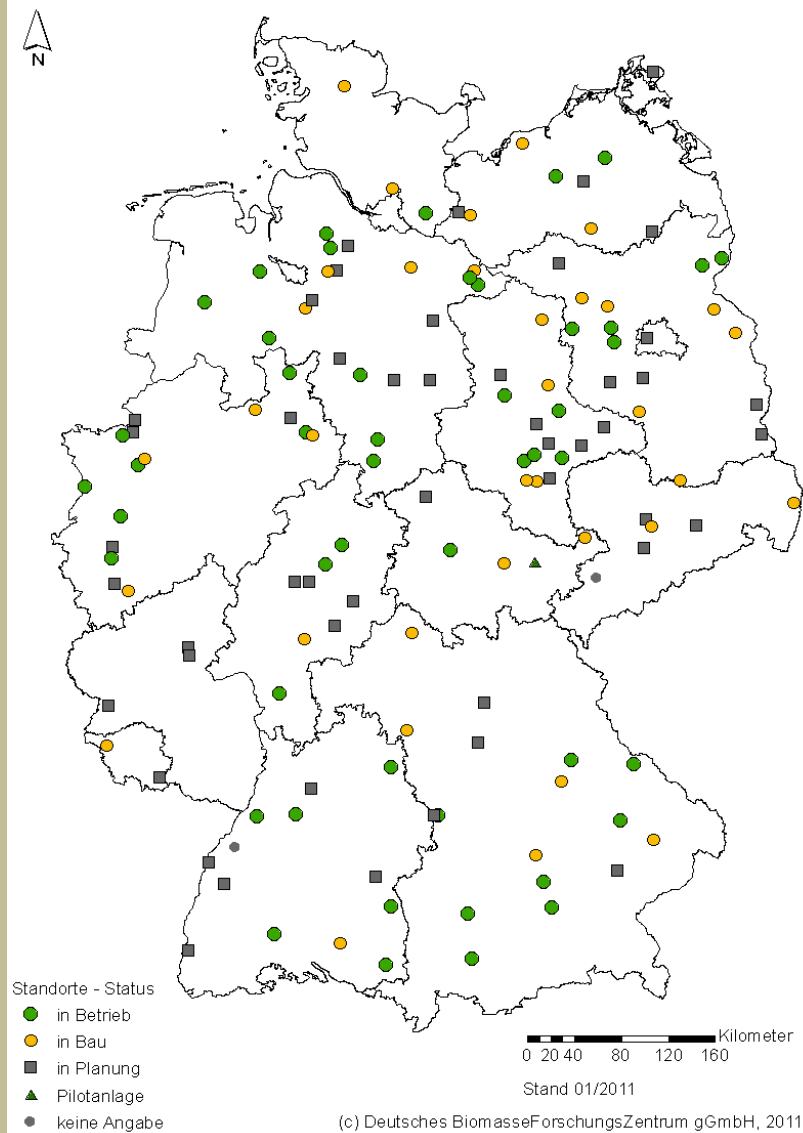 N
Standorte - Status
in Betrieb
in Bau
in Planung
Pilotanlage
keine Angabe
Kilometer
0 20 40 80 120 160
Stand 01/2011
(c) Deutsches BiomasseForschungsZentrum gGmbH, 2011